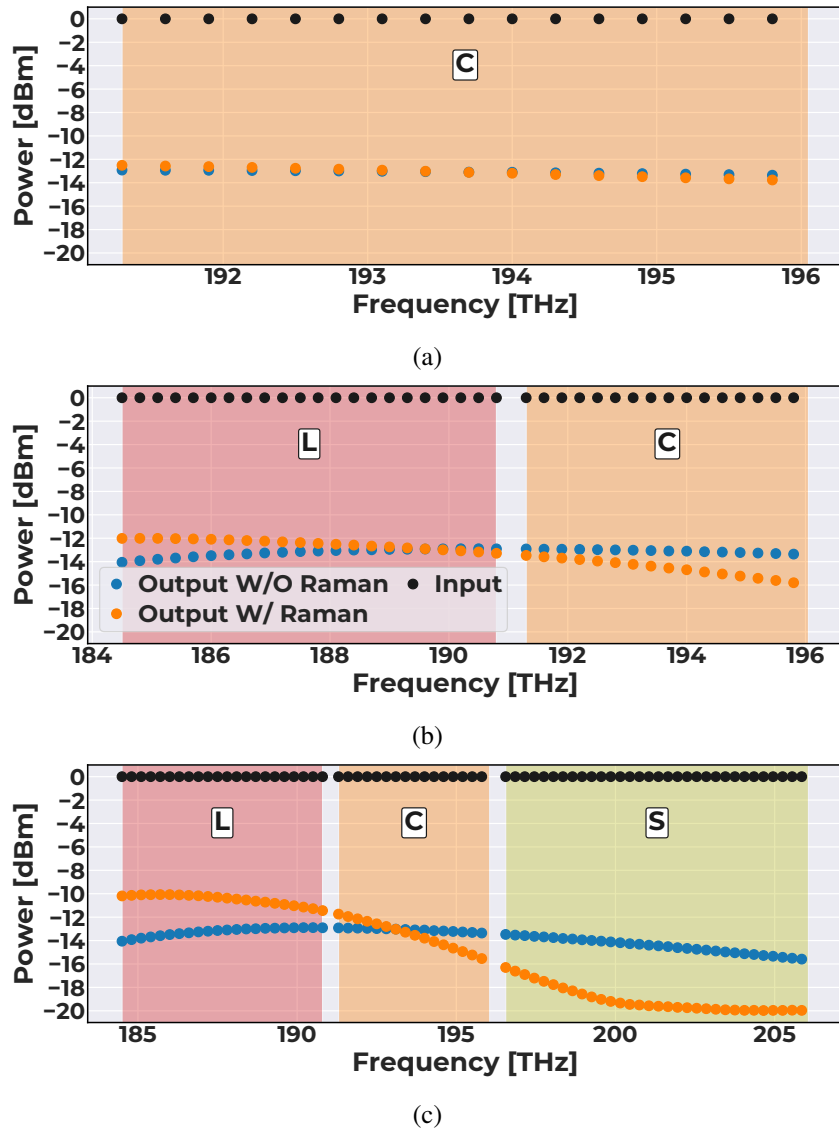 0
−2
−4
−6
−8
−10
−12
−14
−16
−18
−20
Power [dBm]
C
192 193 194 195 196
Frequency [THz]
(a)
0
−2
−4
−6
−8
−10
−12
−14
−16
−18
−20
Power [dBm]
L C
Output W/O Raman Input
Output W/ Raman
184 186 188 190 192 194 196
Frequency [THz]
(b)
0
−2
−4
−6
−8
−10
−12
−14
−16
−18
−20
Power [dBm]
L C S
185 190 195 200 205
Frequency [THz]
(c)